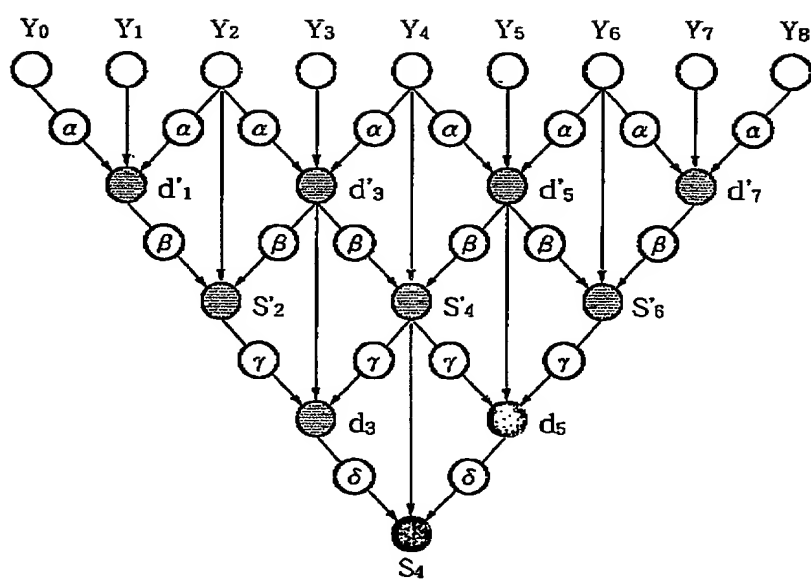 Y₀ Y₁ Y₂ Y₃ Y₄ Y₅ Y₆ Y₇ Y₈
α α α α α α α α
d'₁ d'₃ d'₅ d'₇
β β β β β β
S'₂ S'₄ S'₆
γ γ γ γ
d₃ d₅
δ δ
S₄